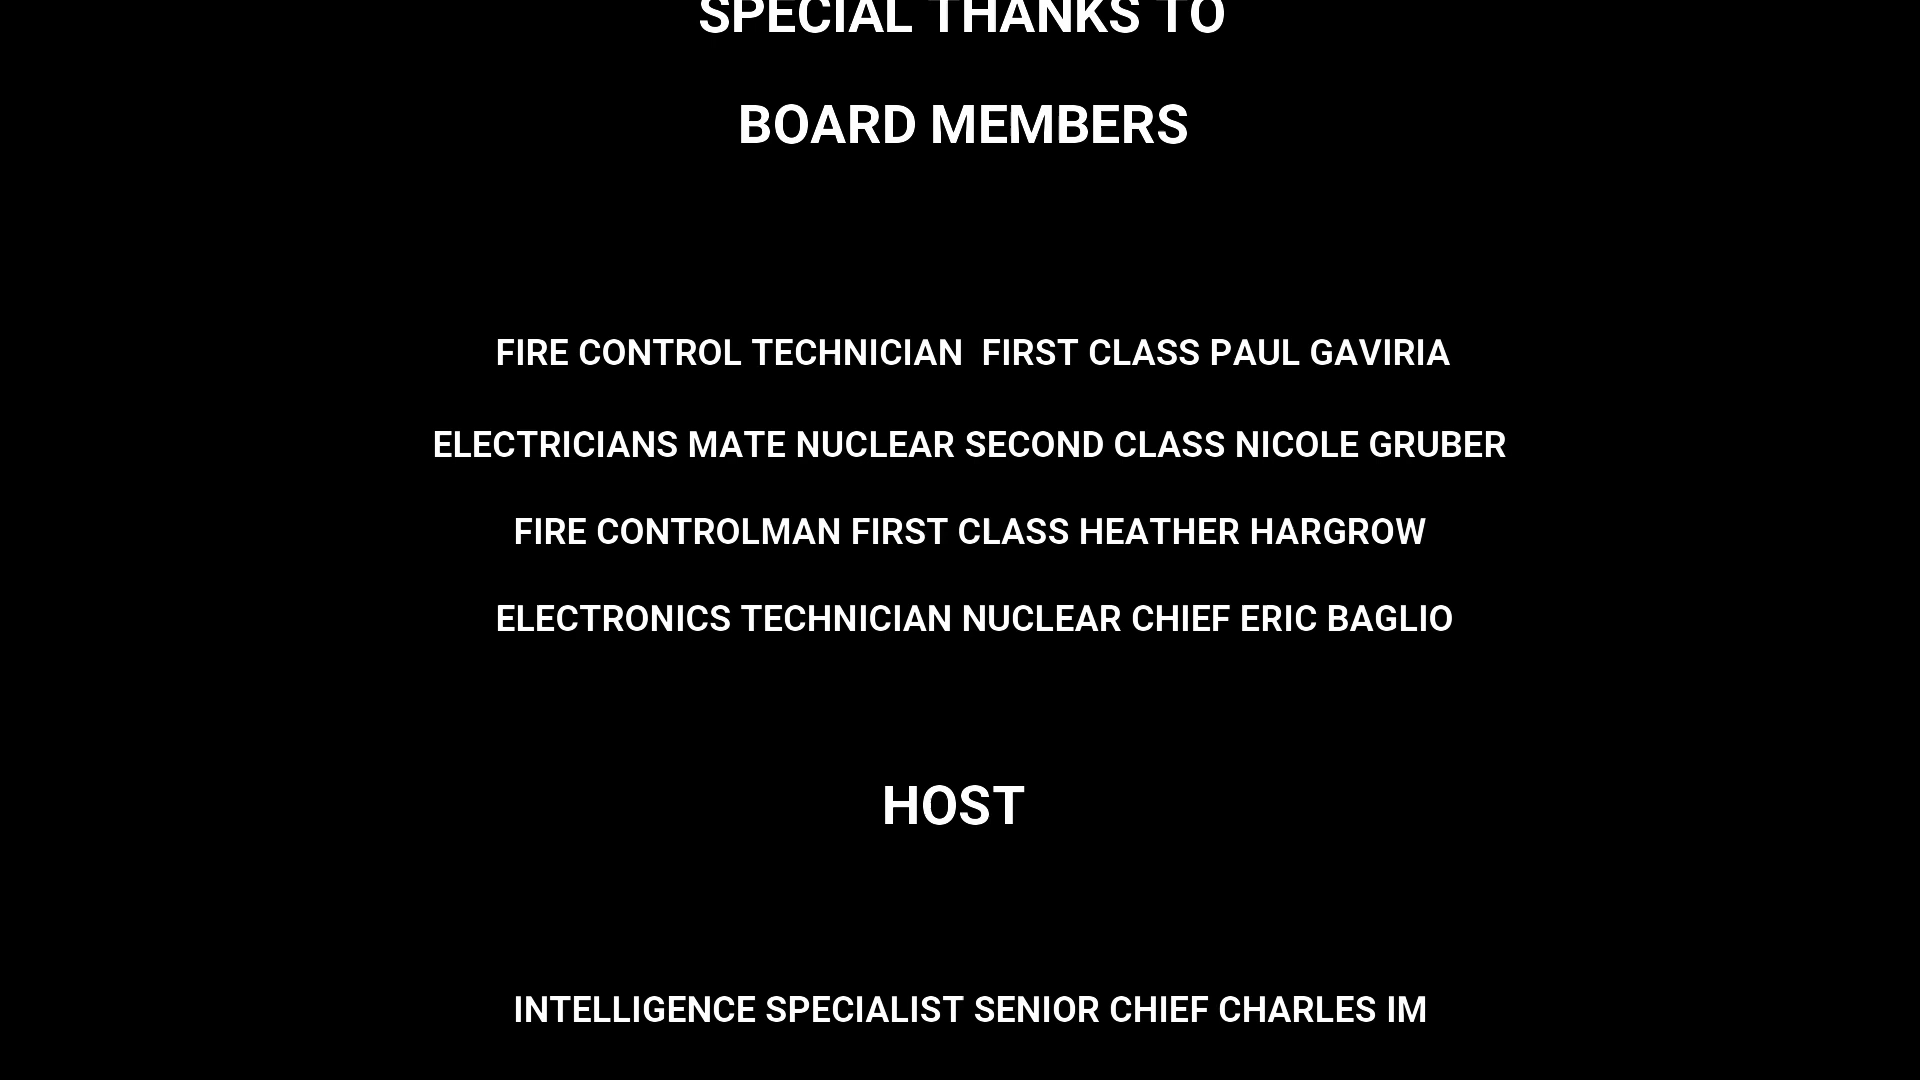 SPECIAL THANKS TO
BOARD MEMBERS
FIRE CONTROL TECHNICIAN  FIRST CLASS PAUL GAVIRIA
ELECTRICIANS MATE NUCLEAR SECOND CLASS NICOLE GRUBER
FIRE CONTROLMAN FIRST CLASS HEATHER HARGROW
ELECTRONICS TECHNICIAN NUCLEAR CHIEF ERIC BAGLIO
HOST
INTELLIGENCE SPECIALIST SENIOR CHIEF CHARLES IM